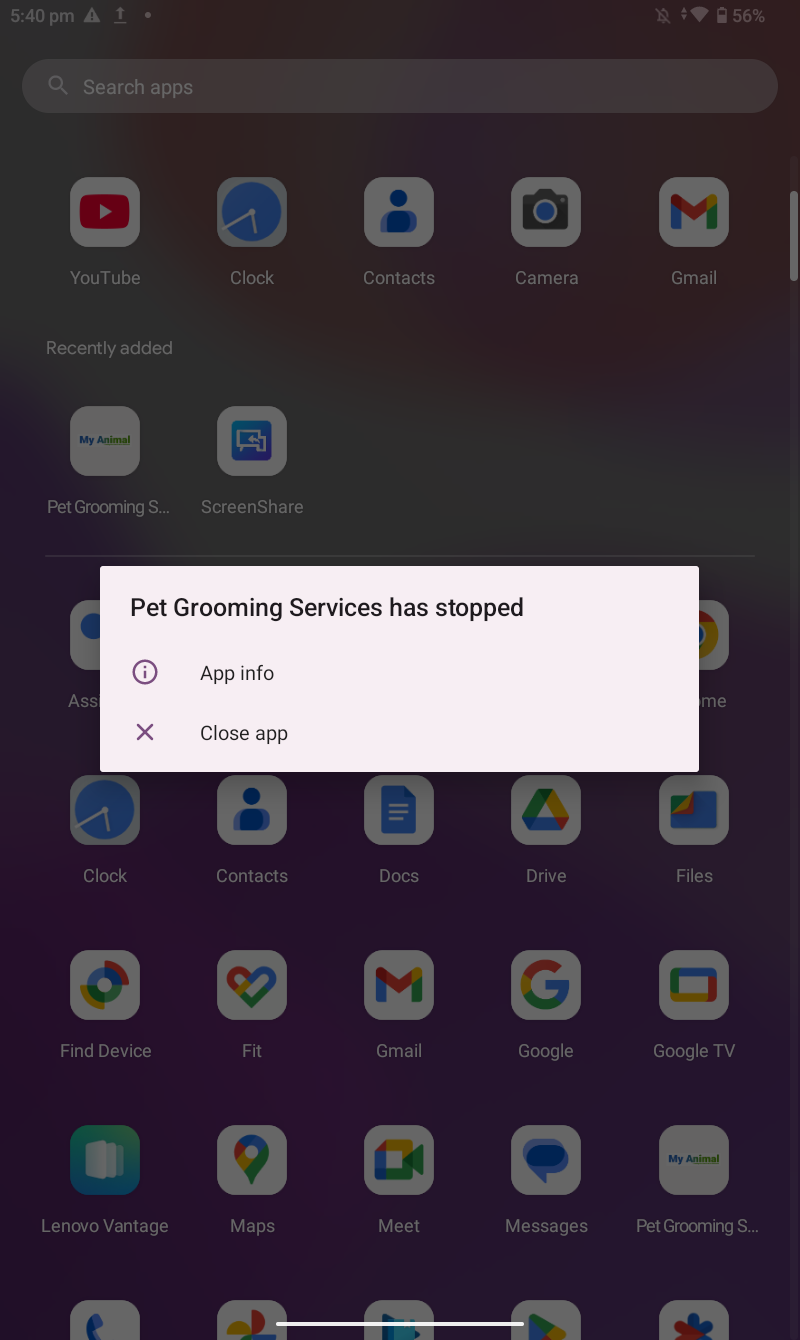 5:40 pm
56%
Search apps
YouTube
Clock
Contacts
Camera
Gmail
Recently added
My Animal
Pet Grooming S...
ScreenShare
Pet Grooming Services has stopped
App info
Close app
Assi
me
Clock
Contacts
Docs
Drive
Files
Find Device
Fit
Gmail
Google
Google TV
Lenovo Vantage
Maps
Meet
Messages
My Animal
Pet Grooming S...